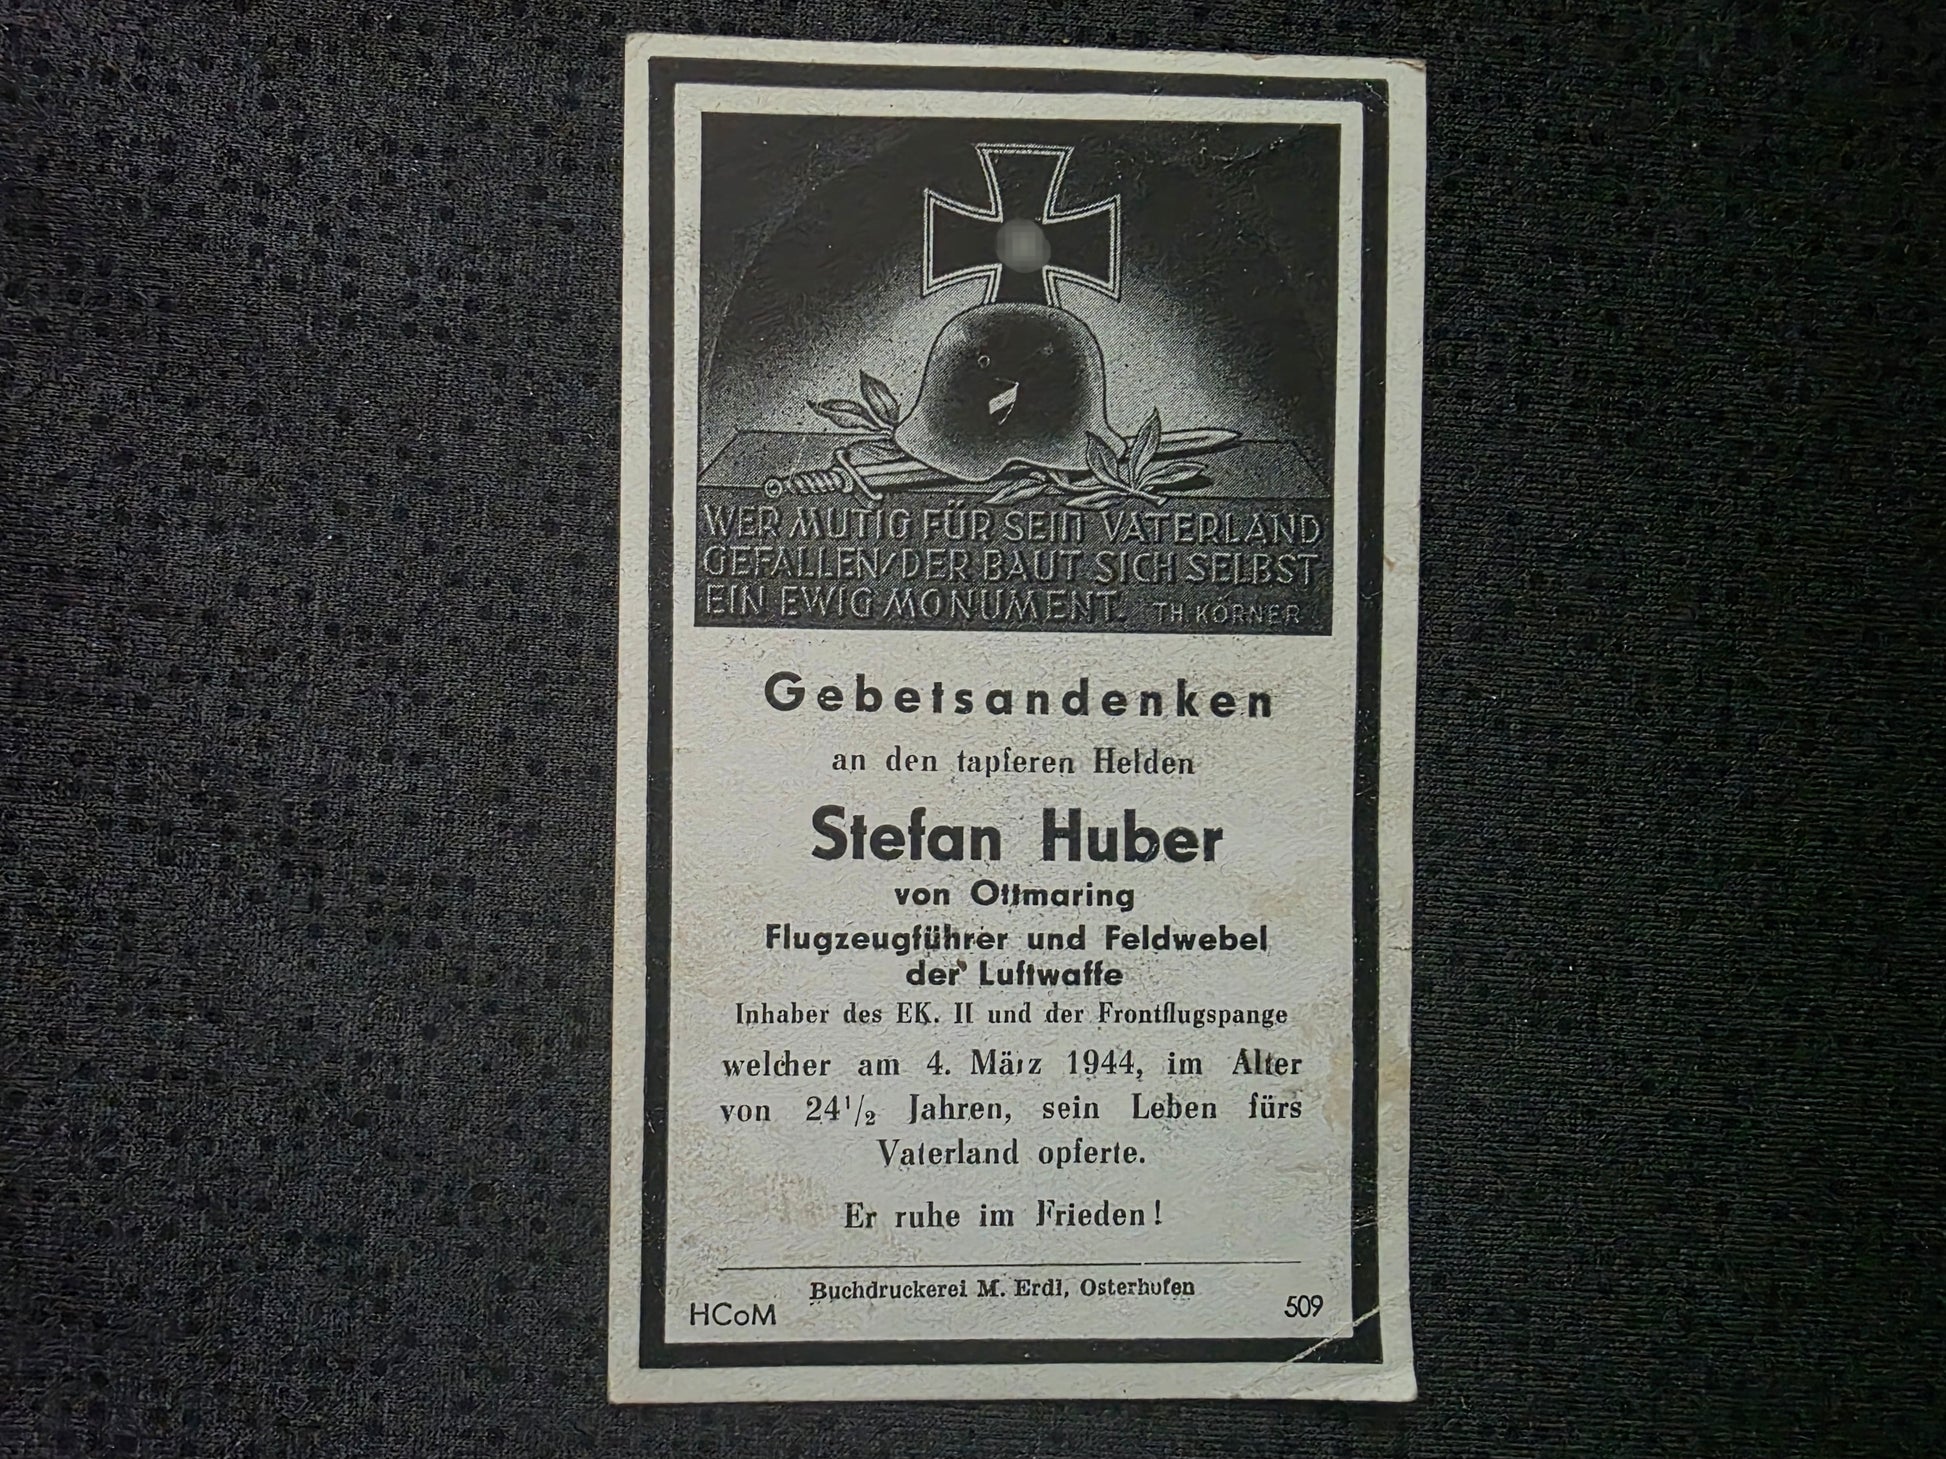 WER MUTIG FÜR SEIN VATERLAND
GEFALLEN/DER BAUT SICH SELBST
EIN EWIG MONUMENT. TH. KÖRNER
Gebetsandenken
an den tapferen Helden
Stefan Huber
von Ottmaring
Flugzeugführer und Feldwebel
der Luftwaffe
Inhaber des EK. II und der Frontflugspange
welcher am 4. März 1944, im Alter
von 24 1/2 Jahren, sein Leben fürs
Vaterland opferte.
Er ruhe im Frieden!
Buchdruckerei M. Erdl, Osterhofen
HCoM 509